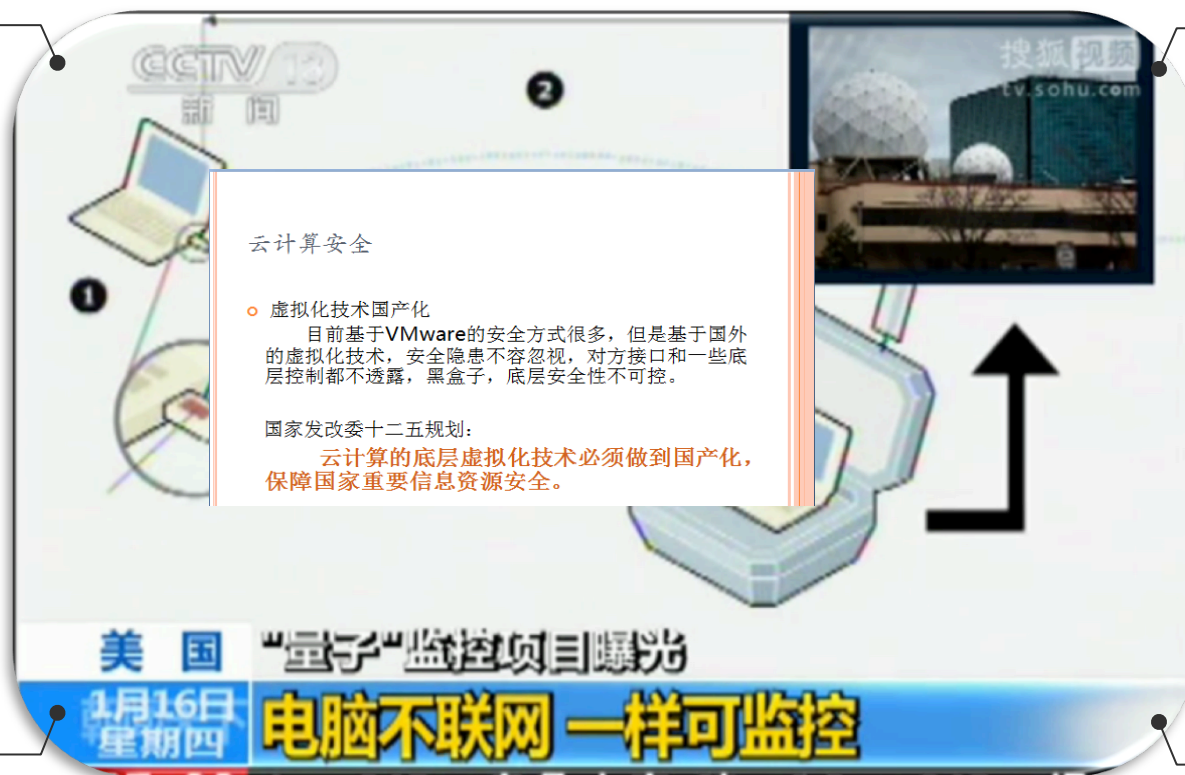 CCTV 13
新 闻
2
搜狐视频
tv.sohu.com
1
云计算安全
虚拟化技术国产化
目前基于VMware的安全方式很多，但是基于国外
的虚拟化技术，安全隐患不容忽视，对方接口和一些底
层控制都不透露，黑盒子，底层安全性不可控。
国家发改委十二五规划：
云计算的底层虚拟化技术必须做到国产化，
保障国家重要信息资源安全。
美 国
“量子“监控项目曝光
1月16日
星期四
电脑不联网 一样可监控